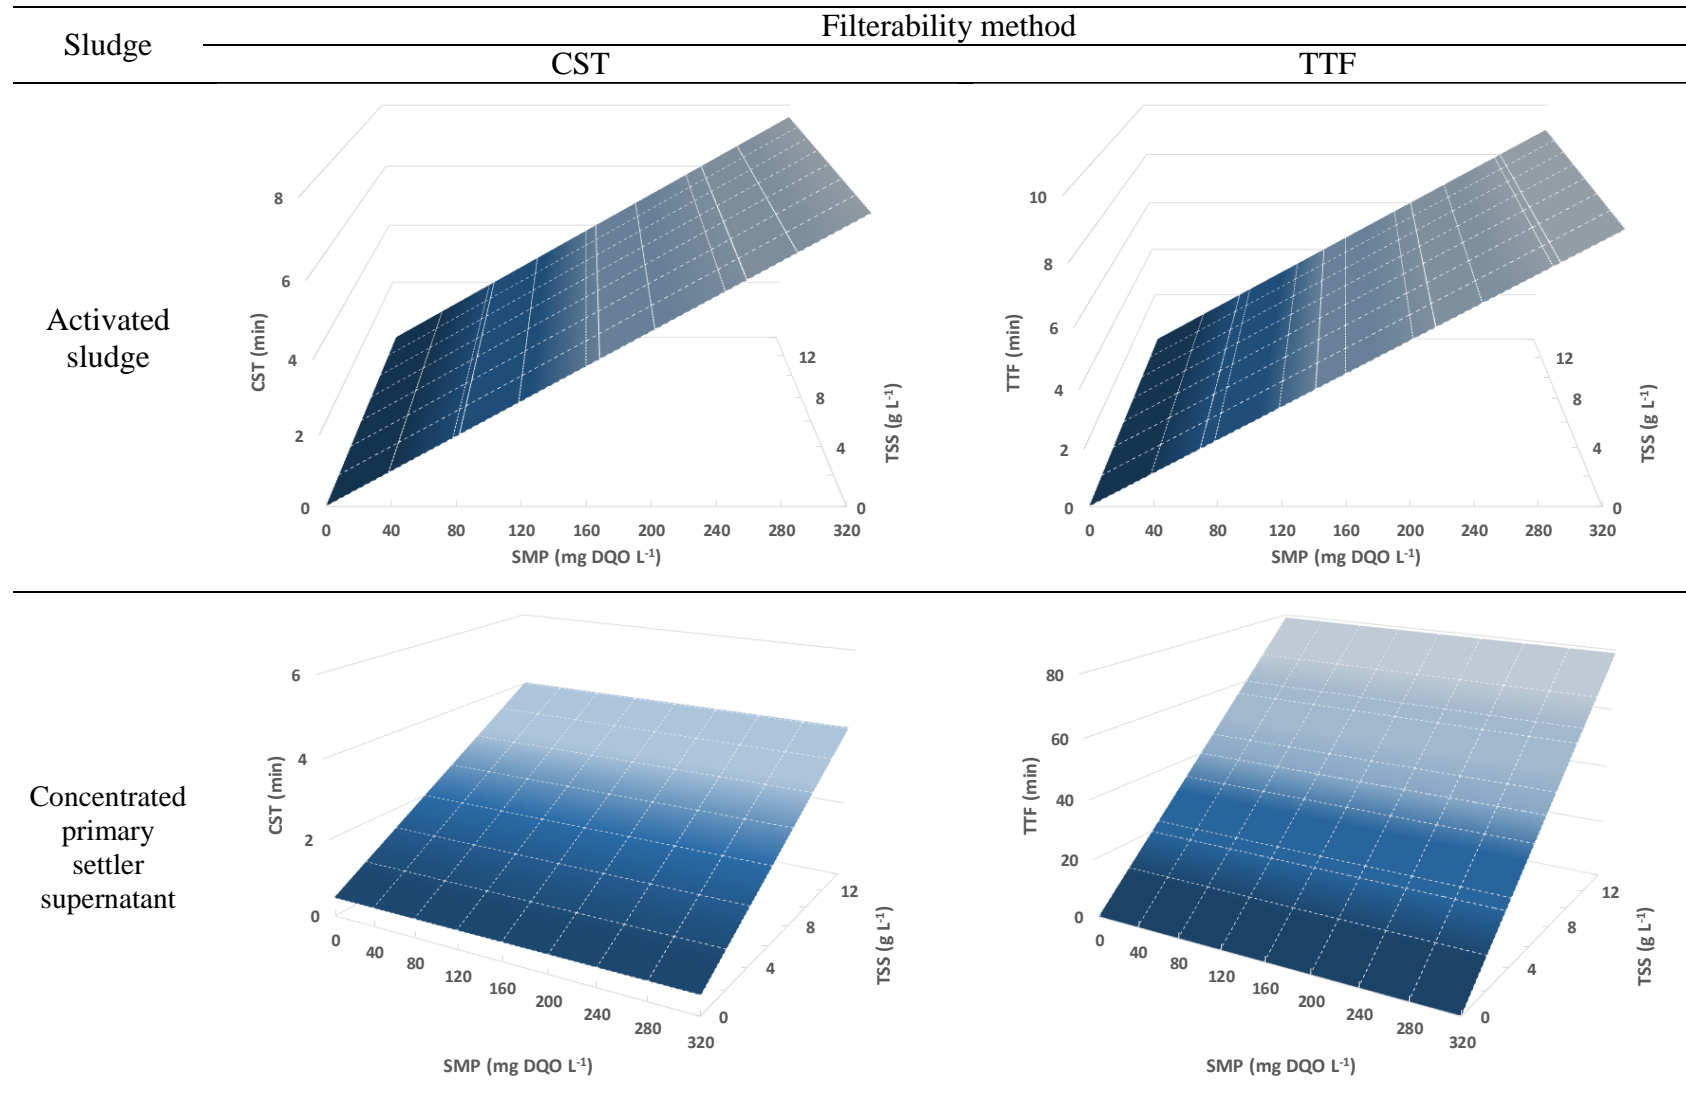 Sludge
Filterability method
CST
TTF
Activated
sludge
CST (min)
8
6
4
2
0
0 40 80 120 160 200 240 280 320
SMP (mg DQO L-1)
0
4
8
12
TSS (g L-1)
TTF (min)
10
8
6
4
2
0
0 40 80 120 160 200 240 280 320
SMP (mg DQO L-1)
0
4
8
12
TSS (g L-1)
Concentrated
primary
settler
supernatant
CST (min)
6
4
2
0
0 40 80 120 160 200 240 280 320
SMP (mg DQO L-1)
0
4
8
12
TSS (g L-1)
TTF (min)
80
60
40
20
0
0 40 80 120 160 200 240 280 320
SMP (mg DQO L-1)
0
4
8
12
TSS (g L-1)